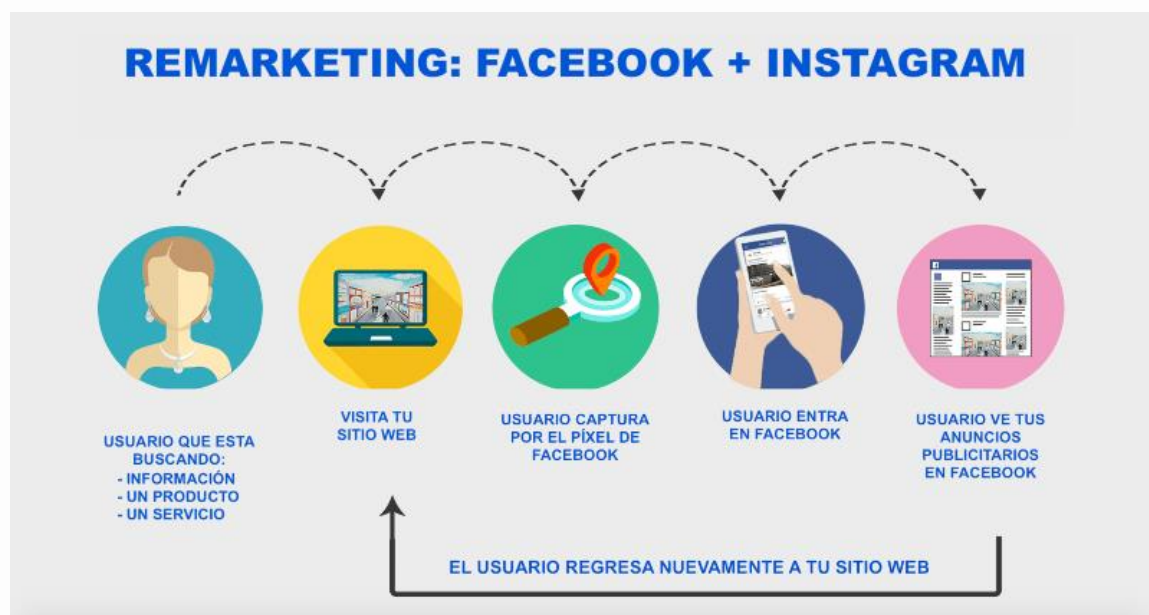 REMARKETING: FACEBOOK + INSTAGRAM
USUARIO QUE ESTA
BUSCANDO:
- INFORMACIÓN
- UN PRODUCTO
- UN SERVICIO
VISITA TU
SITIO WEB
USUARIO CAPTURA
POR EL PÍXEL DE
FACEBOOK
USUARIO ENTRA
EN FACEBOOK
USUARIO VE TUS
ANUNCIOS
PUBLICITARIOS
EN FACEBOOK
EL USUARIO REGRESA NUEVAMENTE A TU SITIO WEB